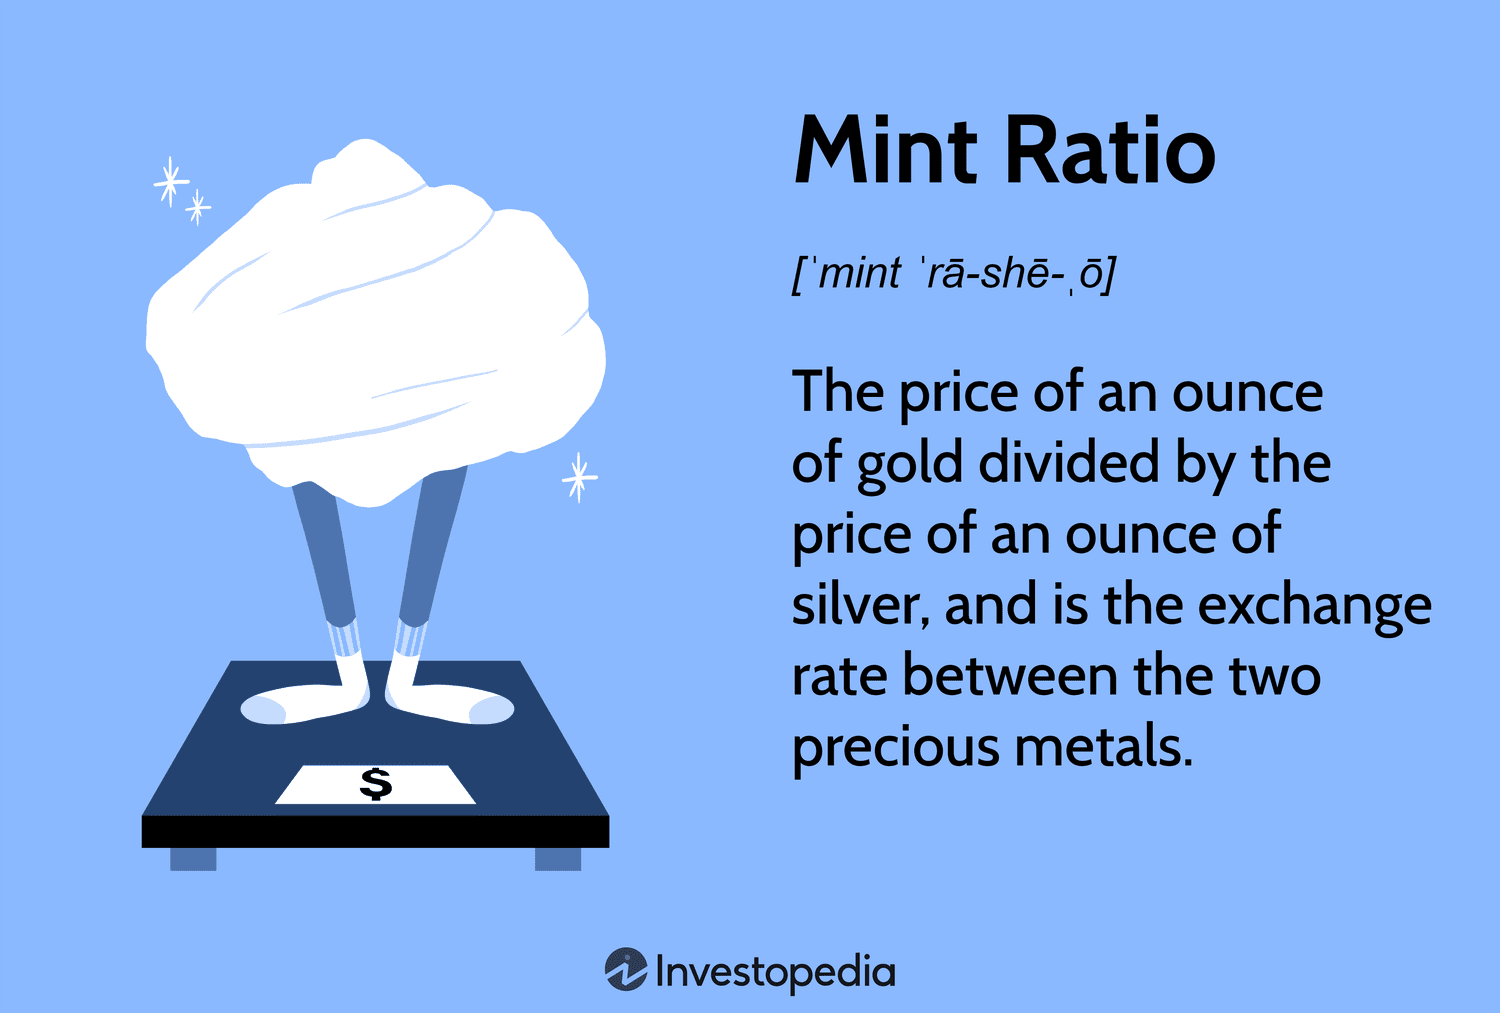 Mint Ratio
[ˈmint ˈrā-shē-ˌō]
The price of an ounce
of gold divided by the
price of an ounce of
silver, and is the exchange
rate between the two
precious metals.
$
Investopedia